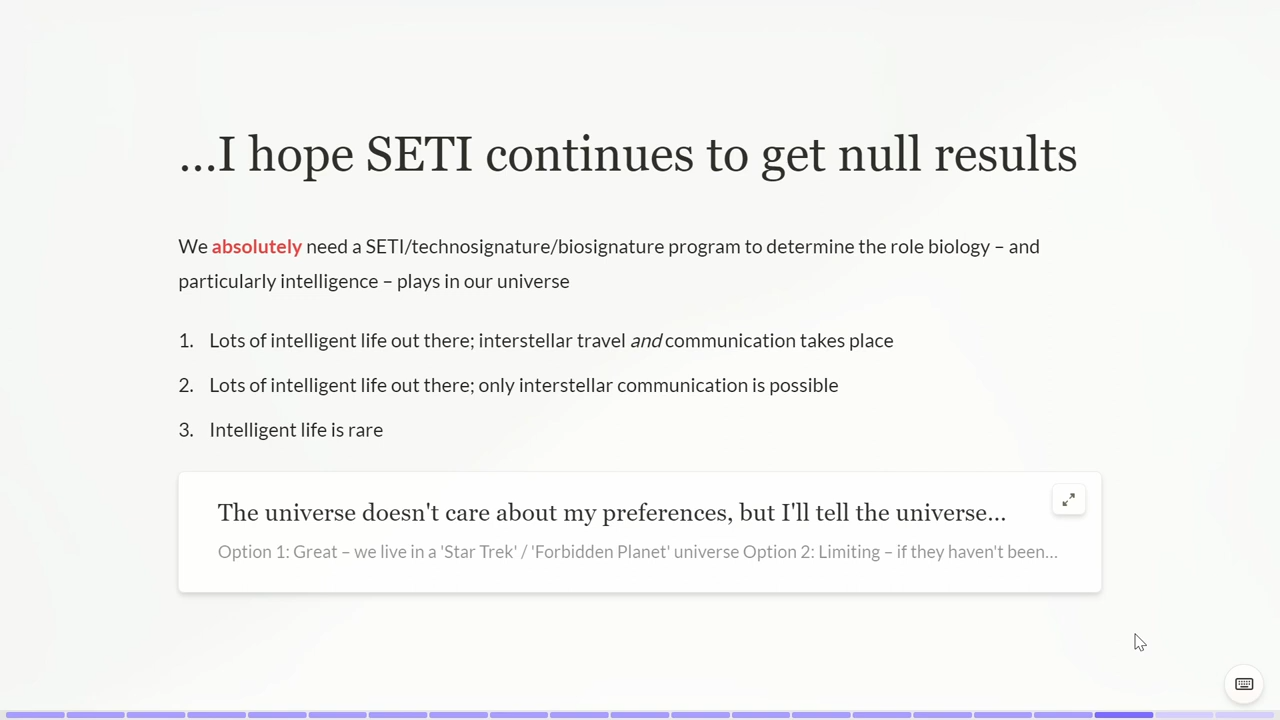 ...I hope SETI continues to get null results
We absolutely need a SETI/technosignature/biosignature program to determine the role biology – and
particularly intelligence – plays in our universe
1. Lots of intelligent life out there; interstellar travel and communication takes place
2. Lots of intelligent life out there; only interstellar communication is possible
3. Intelligent life is rare
The universe doesn't care about my preferences, but I'll tell the universe...
Option 1: Great – we live in a 'Star Trek' / 'Forbidden Planet' universe Option 2: Limiting – if they haven't been...